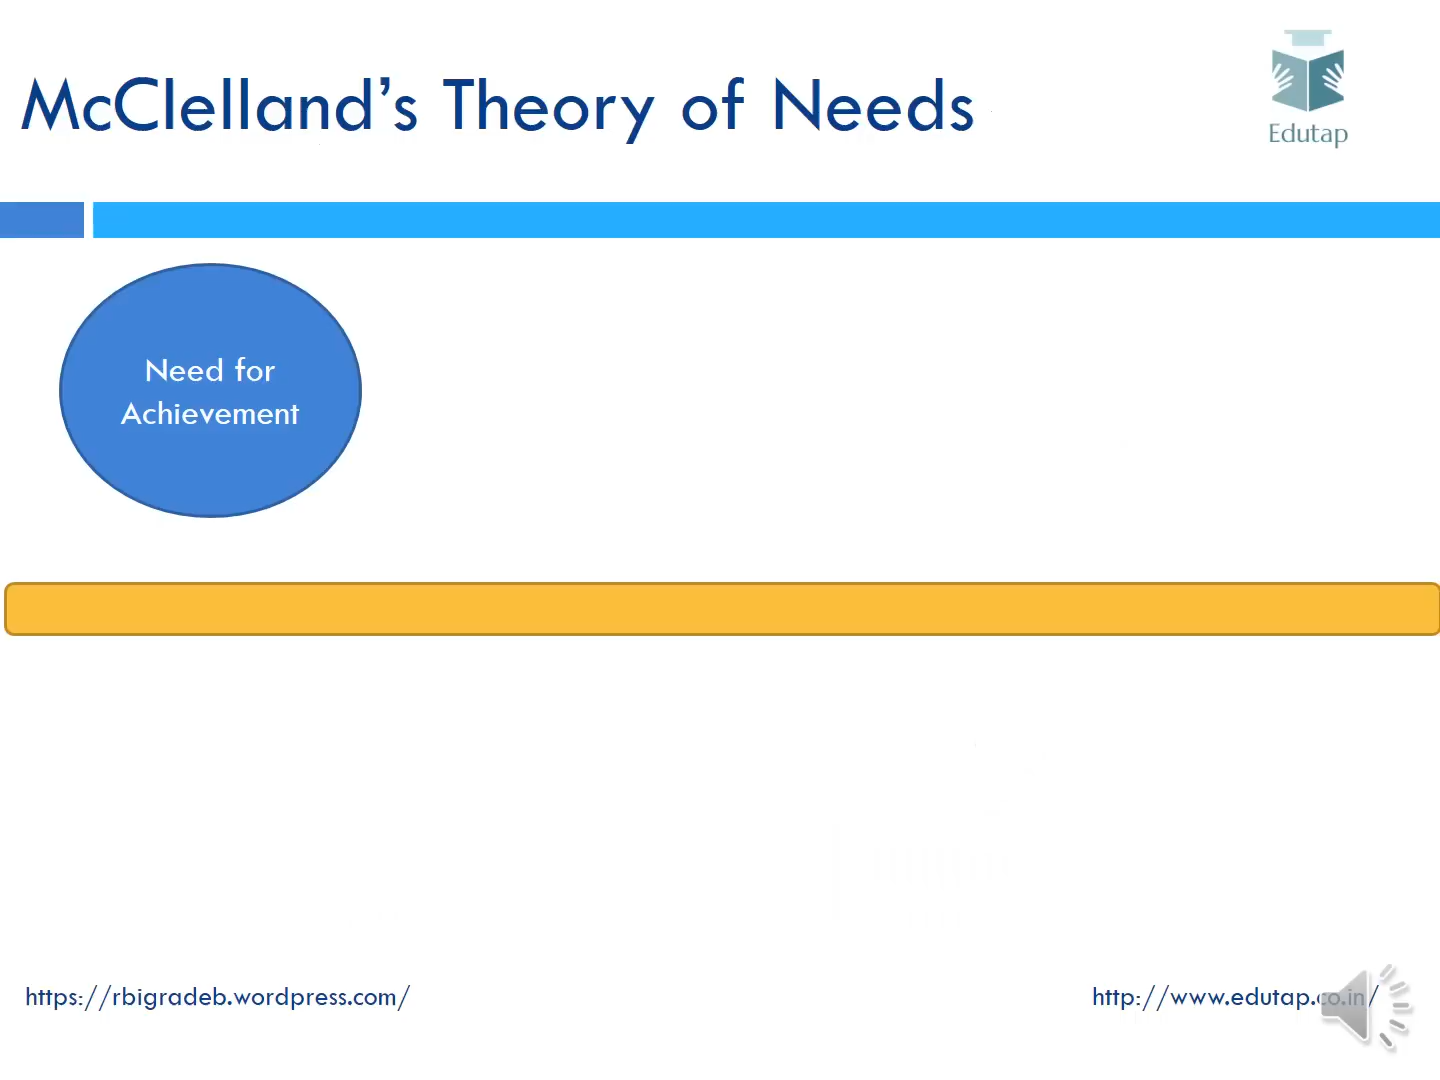 McClelland’s Theory of Needs
Edutap
Need for
Achievement
https://rbigradeb.wordpress.com/
http://www.edutap.co.in/